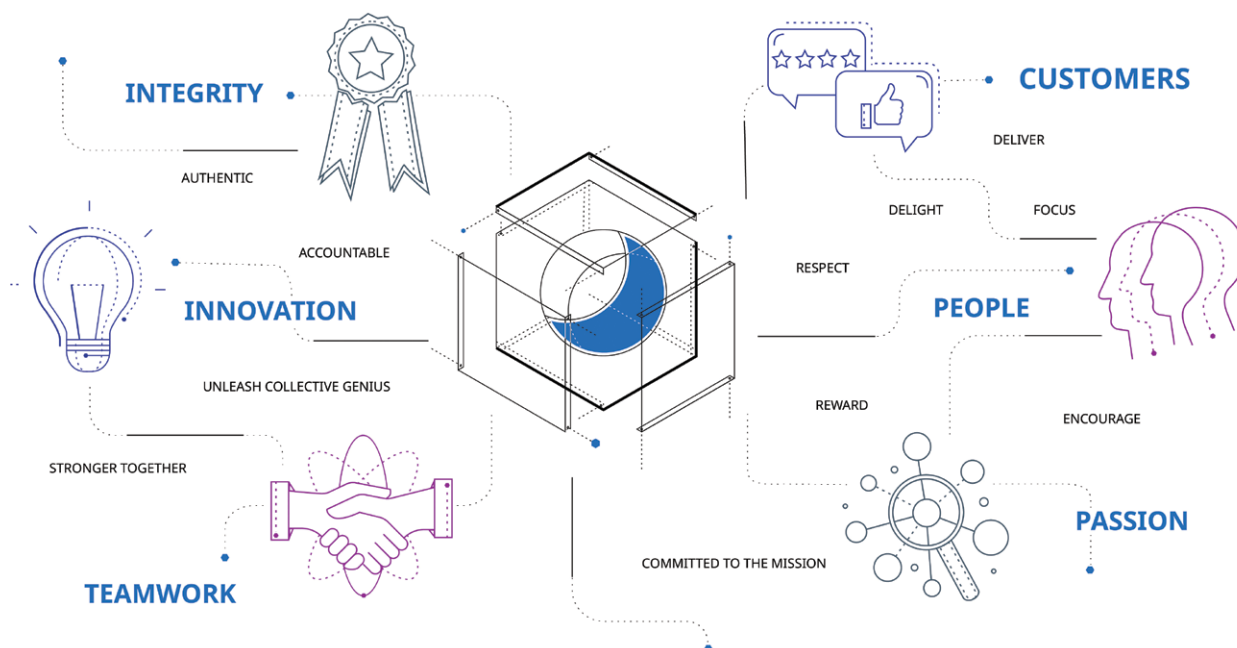 INTEGRITY
CUSTOMERS
DELIVER
AUTHENTIC
DELIGHT
FOCUS
ACCOUNTABLE
RESPECT
INNOVATION
PEOPLE
UNLEASH COLLECTIVE GENIUS
REWARD
ENCOURAGE
STRONGER TOGETHER
PASSION
COMMITTED TO THE MISSION
TEAMWORK